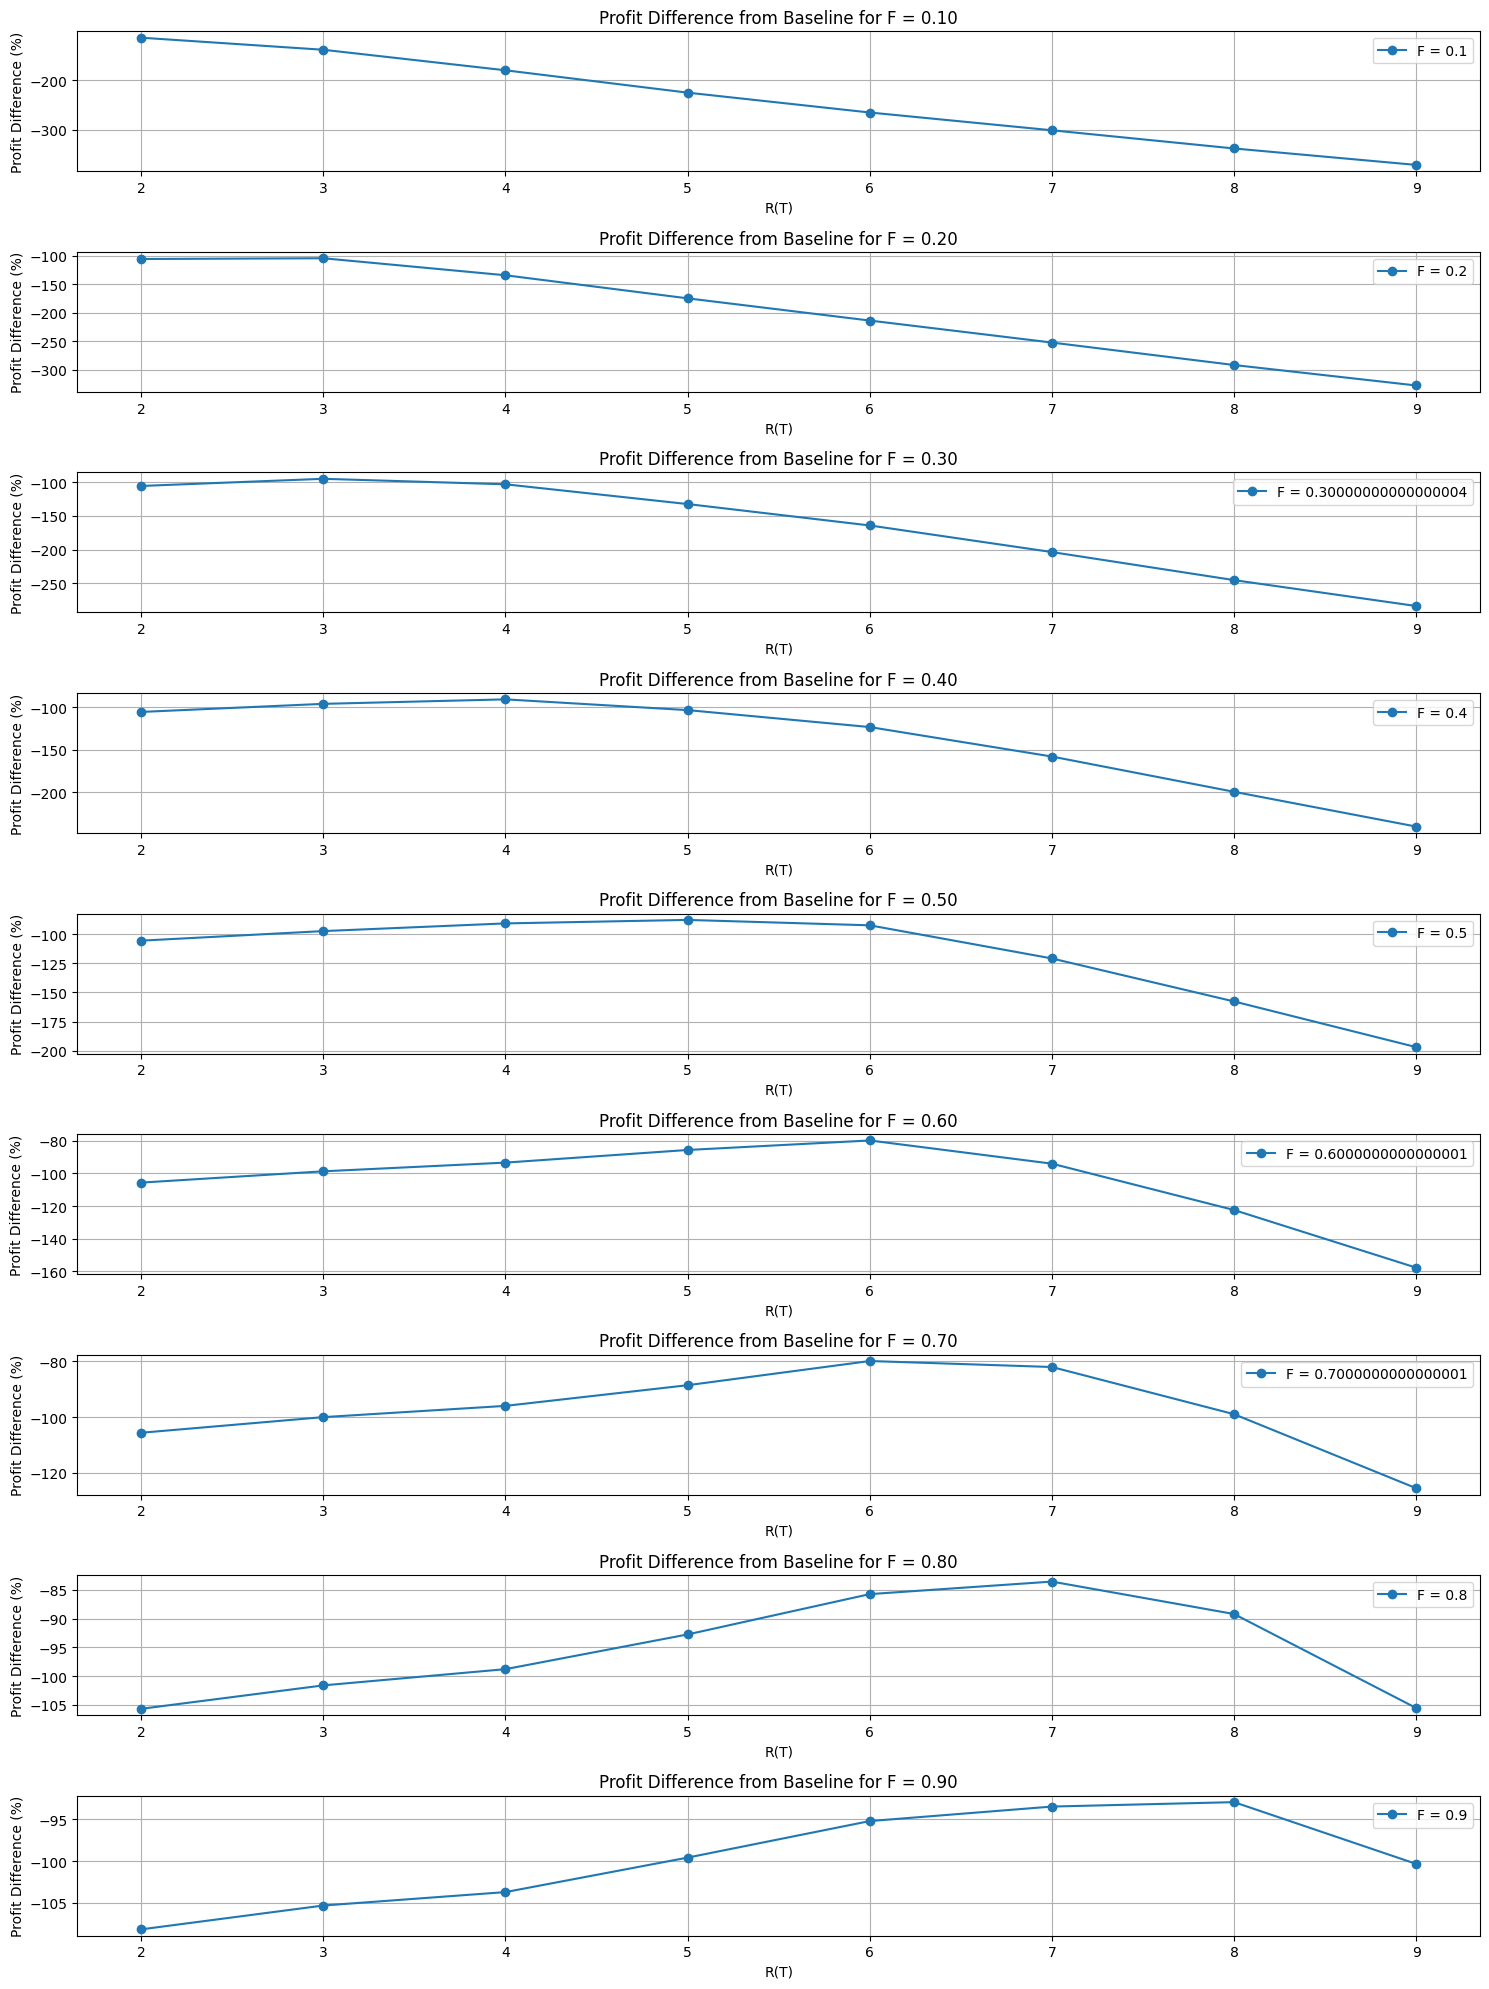 Profit Difference from Baseline for F = 0.10
Profit Difference (%)
−200
−300
F = 0.1
2 3 4 5 6 7 8 9
R(T)
Profit Difference from Baseline for F = 0.20
Profit Difference (%)
−100
−150
−200
−250
−300
F = 0.2
2 3 4 5 6 7 8 9
R(T)
Profit Difference from Baseline for F = 0.30
Profit Difference (%)
−100
−150
−200
−250
F = 0.30000000000000004
2 3 4 5 6 7 8 9
R(T)
Profit Difference from Baseline for F = 0.40
Profit Difference (%)
−100
−150
−200
F = 0.4
2 3 4 5 6 7 8 9
R(T)
Profit Difference from Baseline for F = 0.50
Profit Difference (%)
−100
−125
−150
−175
−200
F = 0.5
2 3 4 5 6 7 8 9
R(T)
Profit Difference from Baseline for F = 0.60
Profit Difference (%)
−80
−100
−120
−140
−160
F = 0.6000000000000001
2 3 4 5 6 7 8 9
R(T)
Profit Difference from Baseline for F = 0.70
Profit Difference (%)
−80
−100
−120
F = 0.7000000000000001
2 3 4 5 6 7 8 9
R(T)
Profit Difference from Baseline for F = 0.80
Profit Difference (%)
−85
−90
−95
−100
−105
F = 0.8
2 3 4 5 6 7 8 9
R(T)
Profit Difference from Baseline for F = 0.90
Profit Difference (%)
−95
−100
−105
F = 0.9
2 3 4 5 6 7 8 9
R(T)